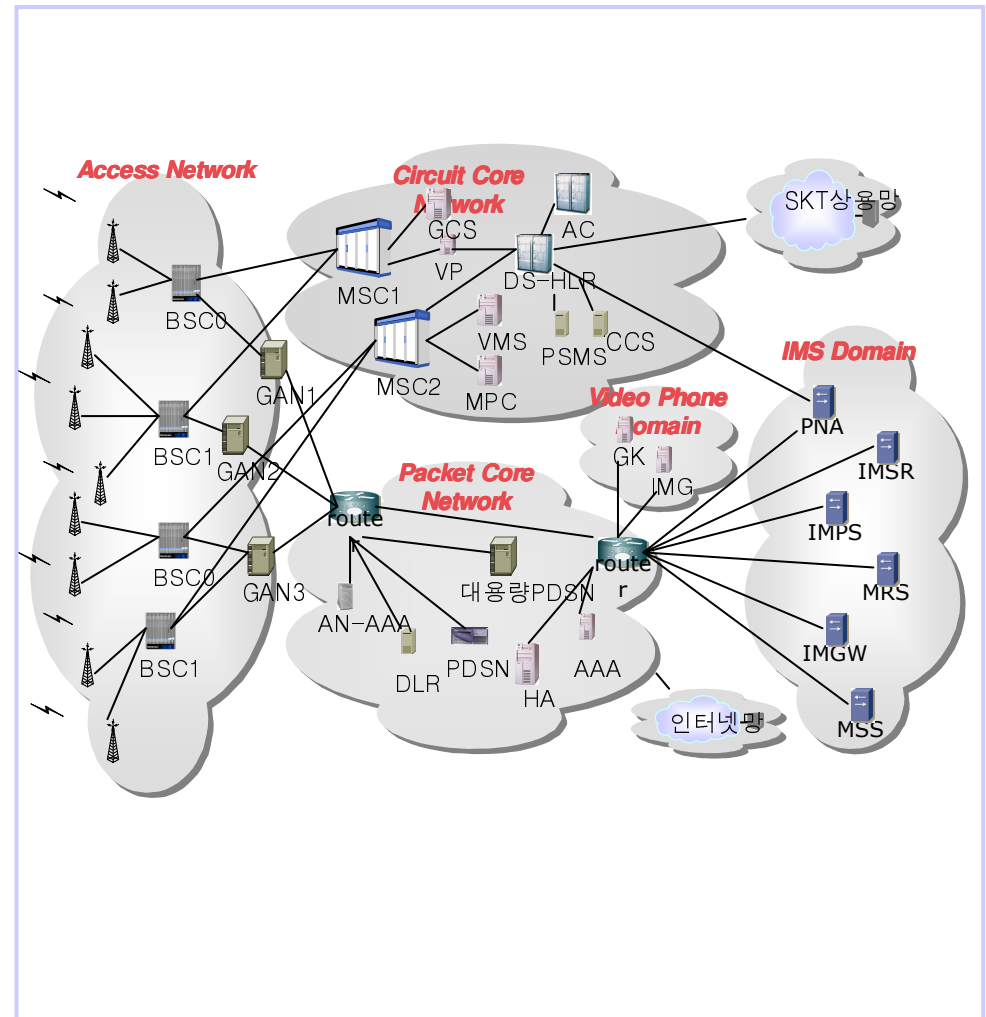 Access Network
Circuit Core
Network
GCS
AC
SKT상용망
VP
DS-HLR
MSC1
BSC0
VMS
PSMS
CCS
MSC2
MPC
GAN1
IMS Domain
PNA
Video Phone
Domain
GK
IMG
BSC1
GAN2
IMSR
Packet Core
Network
router
IMPS
router
BSC0
GAN3
대용량PDSN
MRS
AN-AAA
DLR
PDSN
HA
AAA
BSC1
IMGW
인터넷망
MSS